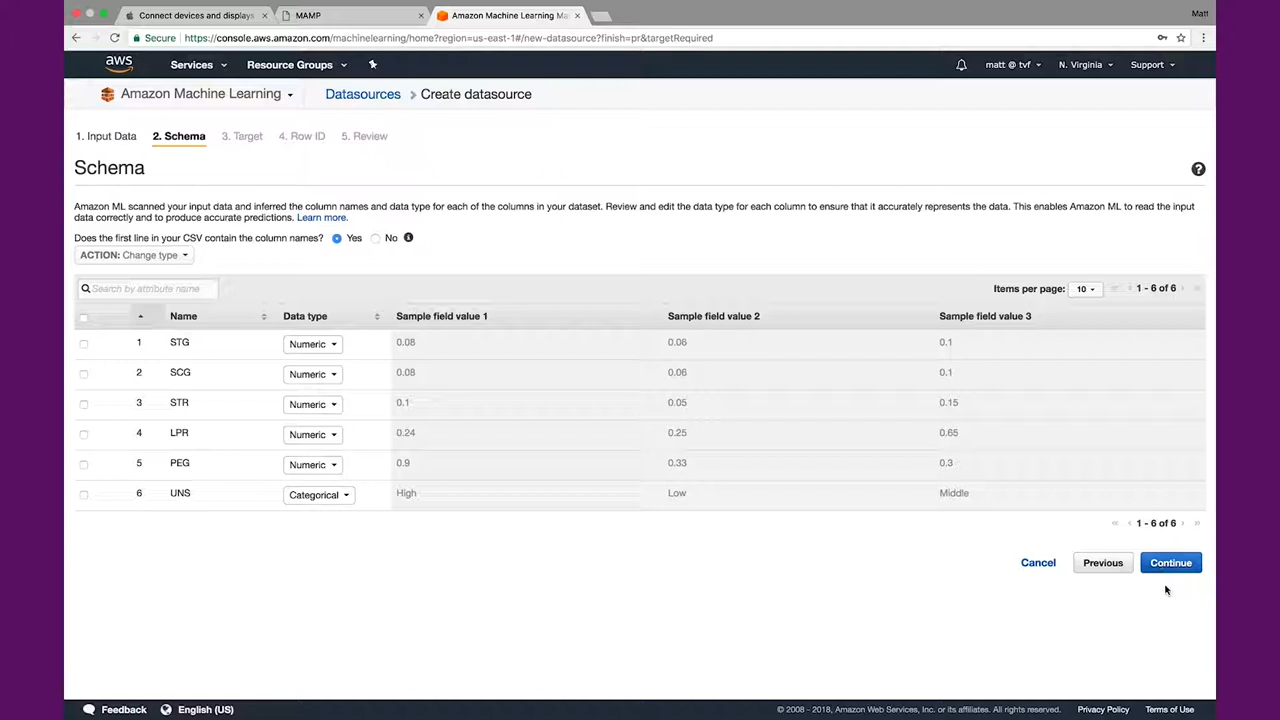 Connect devices and displays
MAMP
Amazon Machine Learning Ma
Matt
Secure https://console.aws.amazon.com/machinelearning/home?region=us-east-1#/new-datasource?finish=pr&targetRequired
aws Services Resource Groups matt @ tvf N. Virginia Support
Amazon Machine Learning Datasources > Create datasource
1. Input Data 2. Schema 3. Target 4. Row ID 5. Review
Schema
Amazon ML scanned your input data and inferred the column names and data type for each of the columns in your dataset. Review and edit the data type for each column to ensure that it accurately represents the data. This enables Amazon ML to read the input
data correctly and to produce accurate predictions. Learn more.
Does the first line in your CSV contain the column names? Yes No
ACTION: Change type
Search by attribute name Items per page: 10 « ‹ 1 - 6 of 6 › »
Name Data type Sample field value 1 Sample field value 2 Sample field value 3
1 STG Numeric 0.08 0.06 0.1
2 SCG Numeric 0.08 0.06 0.1
3 STR Numeric 0.1 0.05 0.15
4 LPR Numeric 0.24 0.25 0.65
5 PEG Numeric 0.9 0.33 0.3
6 UNS Categorical High Low Middle
« ‹ 1 - 6 of 6 › »
Cancel Previous Continue
Feedback English (US) © 2008 - 2018, Amazon Web Services, Inc. or its affiliates. All rights reserved. Privacy Policy Terms of Use